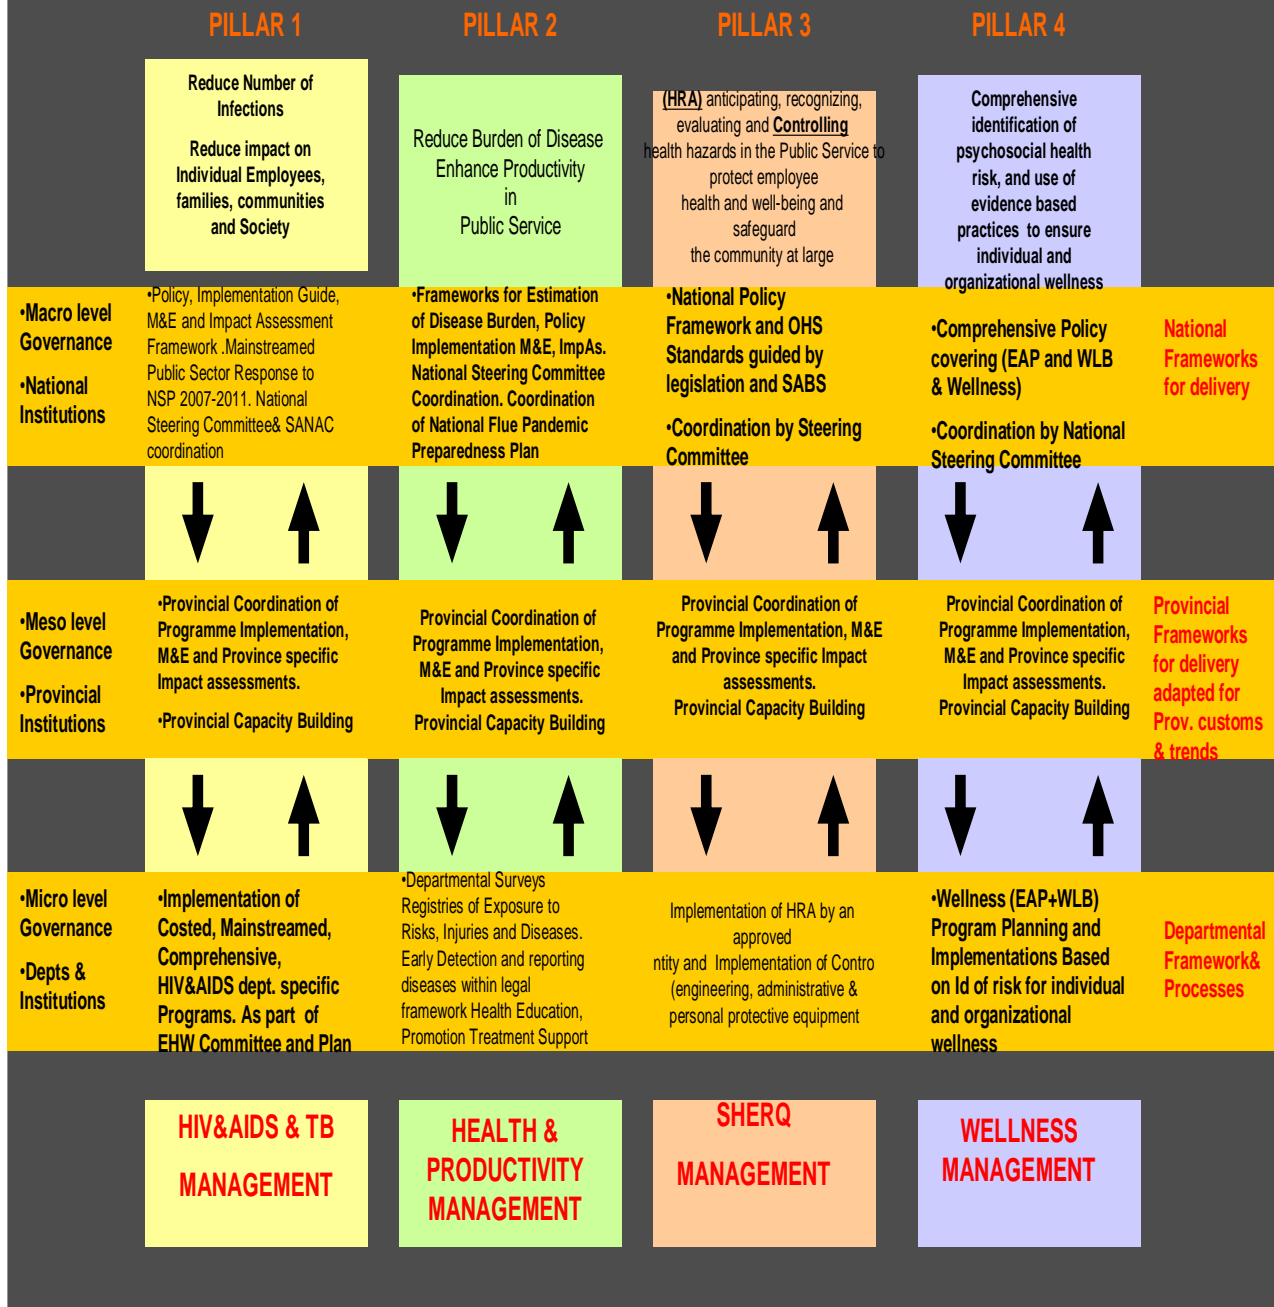 PILLAR 1
PILLAR 2
PILLAR 3
PILLAR 4
Reduce Number of
Infections
Reduce impact on
Individual Employees,
families, communities
and Society
Reduce Burden of Disease
Enhance Productivity
in
Public Service
(HRA) anticipating, recognizing,
evaluating and Controlling
health hazards in the Public Service to
protect employee
health and well-being and
safeguard
the community at large
Comprehensive
identification of
psychosocial health
risk, and use of
evidence based
practices to ensure
individual and
organizational wellness
•Macro level
Governance
•National
Institutions
•Policy, Implementation Guide,
M&E and Impact Assessment
Framework .Mainstreamed
Public Sector Response to
NSP 2007-2011. National
Steering Committee& SANAC
coordination
•Frameworks for Estimation
of Disease Burden, Policy
Implementation M&E, ImpAs.
National Steering Committee
Coordination. Coordination
of National Flue Pandemic
Preparedness Plan
•National Policy
Framework and OHS
Standards guided by
legislation and SABS
•Coordination by Steering
Committee
•Comprehensive Policy
covering (EAP and WLB
& Wellness)
•Coordination by National
Steering Committee
National
Frameworks
for delivery
•Meso level
Governance
•Provincial
Institutions
•Provincial Coordination of
Programme Implementation,
M&E and Province specific
Impact assessments.
•Provincial Capacity Building
Provincial Coordination of
Programme Implementation,
M&E and Province specific
Impact assessments.
Provincial Capacity Building
Provincial Coordination of
Programme Implementation, M&E
and Province specific Impact
assessments.
Provincial Capacity Building
Provincial Coordination of
Programme Implementation,
M&E and Province specific
Impact assessments.
Provincial Capacity Building
Provincial
Frameworks
for delivery
adapted for
Prov. customs
& trends
•Micro level
Governance
•Depts &
Institutions
•Implementation of
Costed, Mainstreamed,
Comprehensive,
HIV&AIDS dept. specific
Programs. As part of
EHW Committee and Plan
•Departmental Surveys
Registries of Exposure to
Risks, Injuries and Diseases.
Early Detection and reporting
diseases within legal
framework Health Education,
Promotion Treatment Support
Implementation of HRA by an
approved
ntity and Implementation of Contro
(engineering, administrative &
personal protective equipment
•Wellness (EAP+WLB)
Program Planning and
Implementations Based
on Id of risk for individual
and organizational
wellness
Departmental
Framework&
Processes
HIV&AIDS & TB
MANAGEMENT
HEALTH &
PRODUCTIVITY
MANAGEMENT
SHERQ
MANAGEMENT
WELLNESS
MANAGEMENT